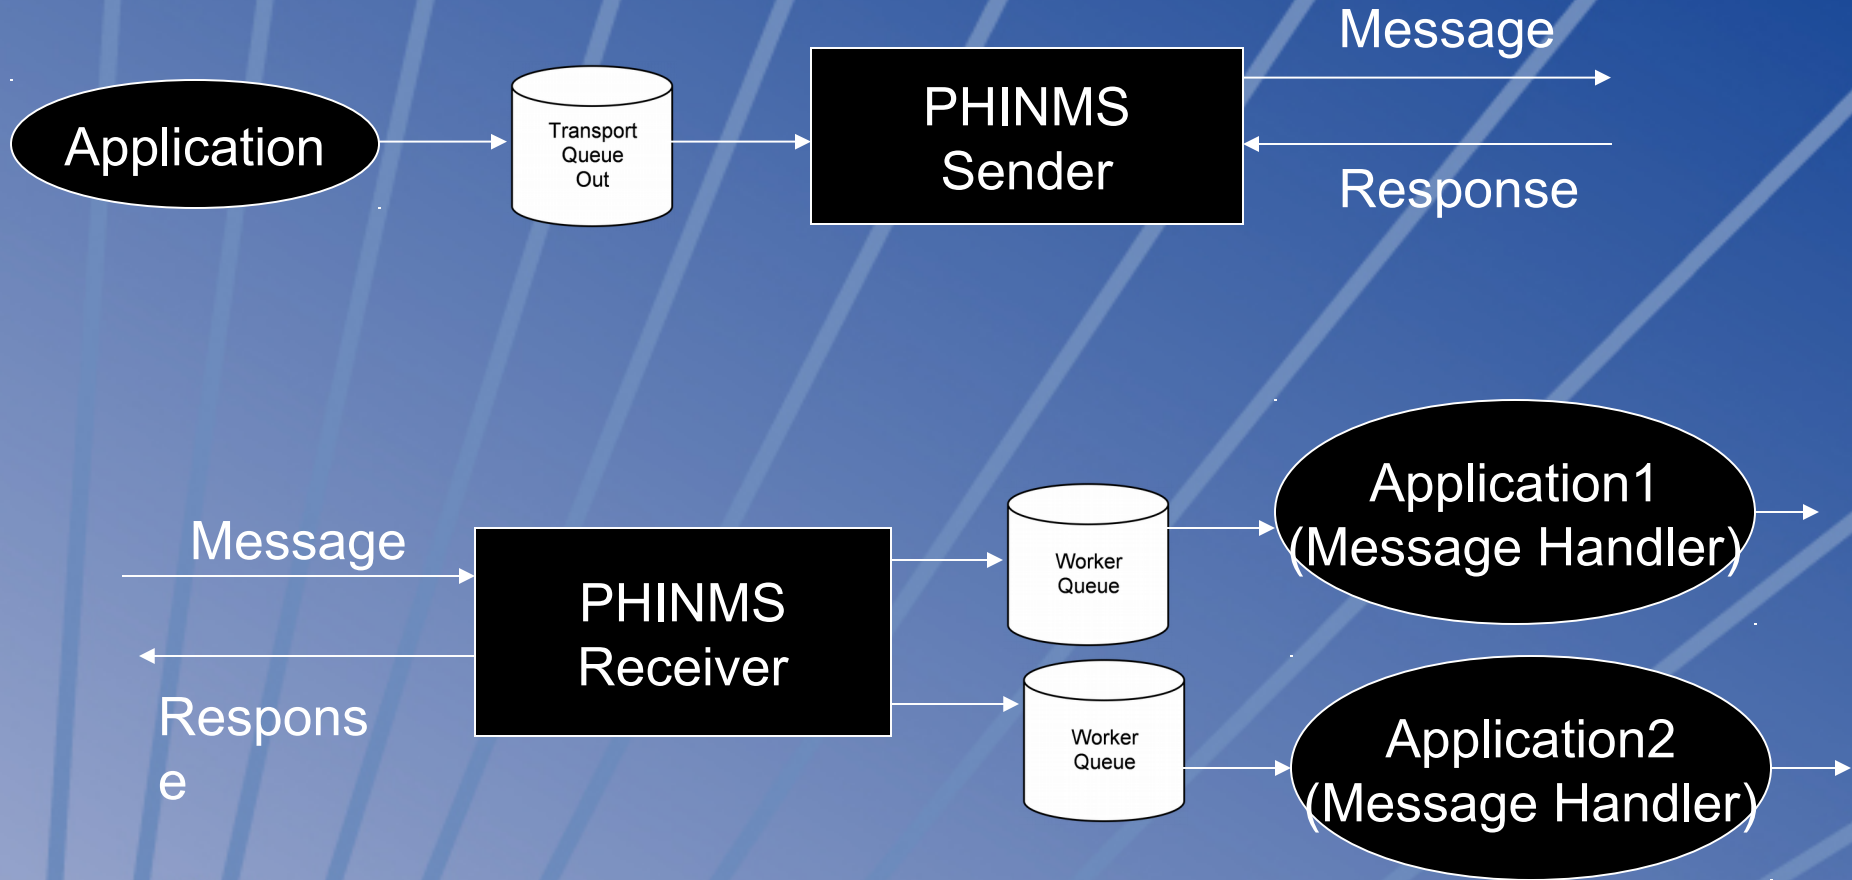 Message
Application
Transport
Queue
Out
PHINMS
Sender
Response
Message
PHINMS
Receiver
Respons
e
Worker
Queue
Application1
(Message Handler)
Worker
Queue
Application2
(Message Handler)